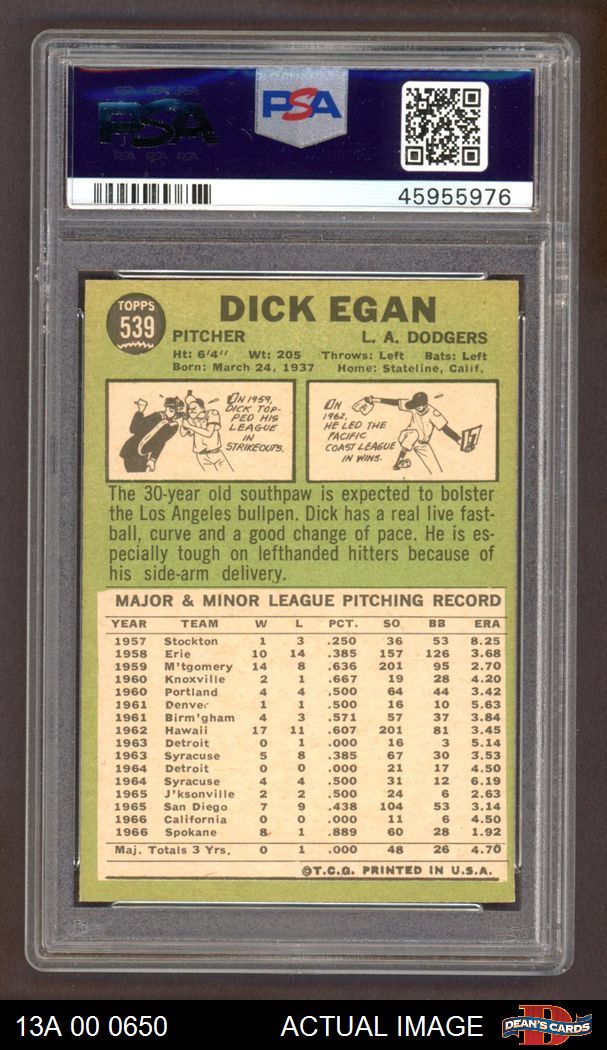 PSA PSA PSA
PSA
PSA PSA PSA
PSA
45955976
TOPPS
539
DICK EGAN
PITCHER L. A. DODGERS
Ht: 6'4" Wt: 205 Throws: Left Bats: Left
Born: March 24, 1937 Home: Stateline, Calif.
ON 1959,
DICK TOP-
PED HIS
LEAGUE
IN
STRIKEOUTS.
ON
1962,
HE LED THE
PACIFIC
COAST LEAGUE
IN WINS.
17
The 30-year old southpaw is expected to bolster
the Los Angeles bullpen. Dick has a real live fast-
ball, curve and a good change of pace. He is es-
pecially tough on lefthanded hitters because of
his side-arm delivery.
MAJOR & MINOR LEAGUE PITCHING RECORD
YEAR TEAM W L PCT. SO BB ERA
1957 Stockton 1 3 .250 36 53 8.25
1958 Erie 10 14 .385 157 126 3.68
1959 M'tgomery 14 8 .636 201 95 2.70
1960 Knoxville 2 1 .667 19 28 4.20
1960 Portland 4 4 .500 64 44 3.42
1961 Denver 1 1 .500 16 10 5.63
1961 Birm'gham 4 3 .571 57 37 3.84
1962 Hawaii 17 11 .607 201 81 3.45
1963 Detroit 0 1 .000 16 3 5.14
1963 Syracuse 5 8 .385 67 30 3.53
1964 Detroit 0 0 .000 21 17 4.50
1964 Syracuse 4 4 .500 31 12 6.19
1965 J'ksonville 2 2 .500 24 6 2.63
1965 San Diego 7 9 .438 104 53 3.14
1966 California 0 0 .000 11 6 4.50
1966 Spokane 8 1 .889 60 28 1.92
Maj. Totals 3 Yrs. 0 1 .000 48 26 4.70
©T.C.G. PRINTED IN U.S.A.
PSA
13A 00 0650 ACTUAL IMAGE
DEAN'S CARDS